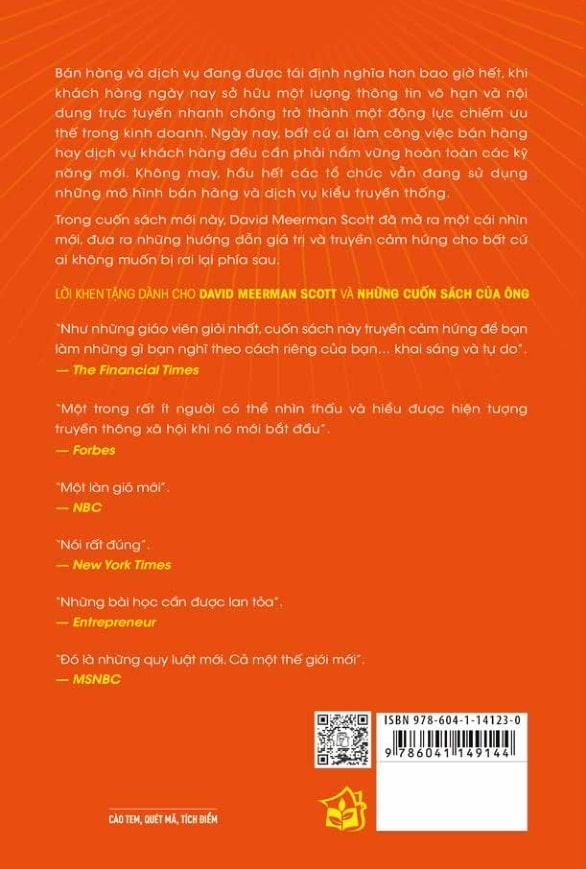 Bán hàng và dịch vụ đang được tái định nghĩa hơn bao giờ hết, khi
khách hàng ngày nay sở hữu một lượng thông tin vô hạn và nội
dung trực tuyến nhanh chóng trở thành một động lực chiếm ưu
thế trong kinh doanh. Ngày nay, bất cứ ai làm công việc bán hàng
hay dịch vụ khách hàng đều cần phải nắm vững hoàn toàn các kỹ
năng mới. Không may, hầu hết các tổ chức vẫn đang sử dụng
những mô hình bán hàng và dịch vụ kiểu truyền thống.
Trong cuốn sách mới này, David Meerman Scott đã mở ra một cái nhìn
mới, đưa ra những hướng dẫn giá trị và truyền cảm hứng cho bất cứ
ai không muốn bị rơi lại phía sau.
LỜI KHEN TẶNG DÀNH CHO DAVID MEERMAN SCOTT VÀ NHỮNG CUỐN SÁCH CỦA ÔNG
“Như những giáo viên giỏi nhất, cuốn sách này truyền cảm hứng để bạn
làm những gì bạn nghĩ theo cách riêng của bạn... khai sáng và tự do”.
— The Financial Times
“Một trong rất ít người có thể nhìn thấu và hiểu được hiện tượng
truyền thông xã hội khi nó mới bắt đầu”.
— Forbes
“Một làn gió mới”.
— NBC
“Nói rất đúng”.
— New York Times
“Những bài học cần được lan tỏa”.
— Entrepreneur
“Đó là những quy luật mới. Cả một thế giới mới”.
— MSNBC
ISBN 978-604-1-14123-0
9 786041 149144
CÀO TEM, QUÉT MÃ, TÍCH ĐIỂM